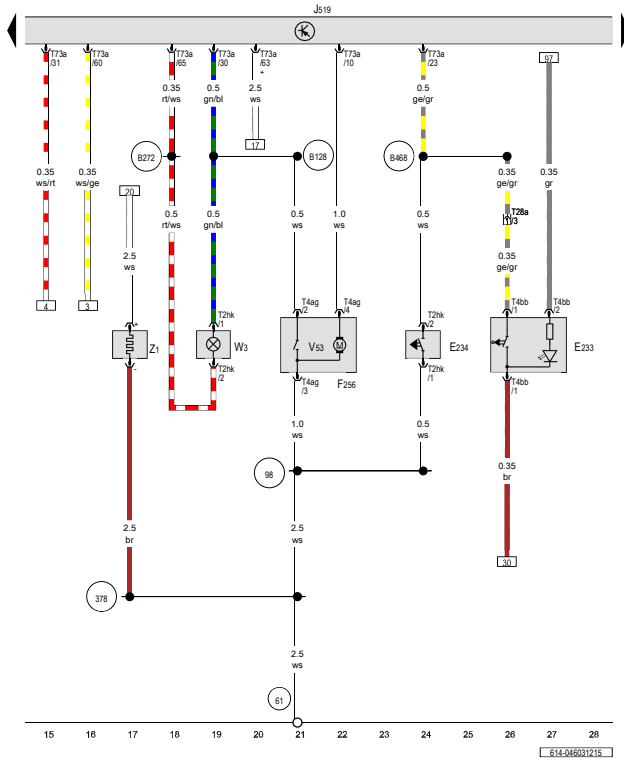 J519
T73a T73a T73a T73a T73a T73a T73a 97
/31 /60 /65 /30 /63 /10 /23
+
0.35 0.5 2.5 0.5
rt/ws gn/bl ws ge/gr
17
B272 B128 B468
0.35 0.35 0.35 0.35
ws/rt ws/ge ge/gr gr
20
0.5 0.5 0.5 1.0 0.5 T28a
rt/ws gn/bl ws ws ws /3
2.5 0.35
ws ge/gr
4 3 T4ag T4ag T2hk T4bb T4bb
/2 /4 /2 /1 /2
+ T2hk
/1
Z1 W3 V53 M E234 E233
- T2hk T4ag F256 T2hk T4bb
/2 /3 /1 /1
1.0 0.5
ws ws
98 0.35
br
2.5 2.5
br ws
30
378
2.5
ws
61
15 16 17 18 19 20 21 22 23 24 25 26 27 28
614-046031215